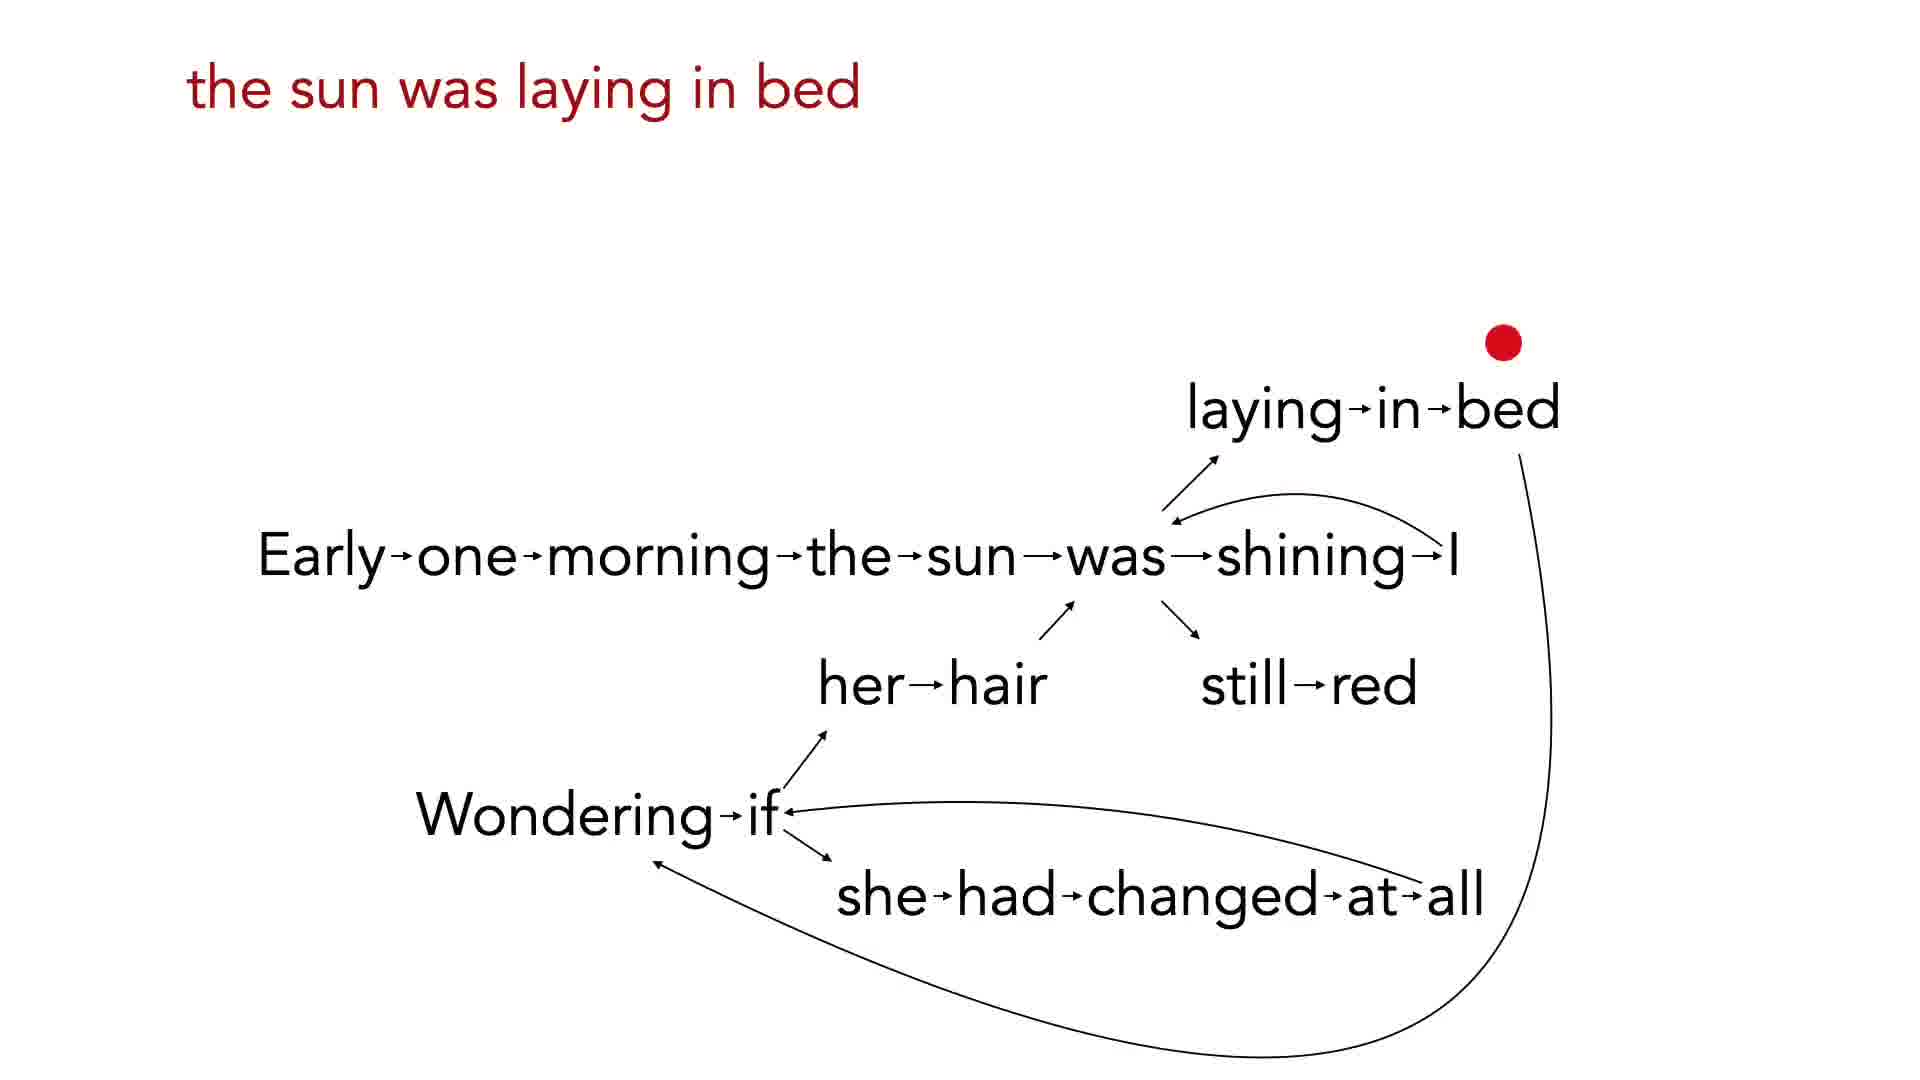 the sun was laying in bed
laying in bed
Early one morning the sun was shining I
her hair still red
Wondering if
she had changed at all